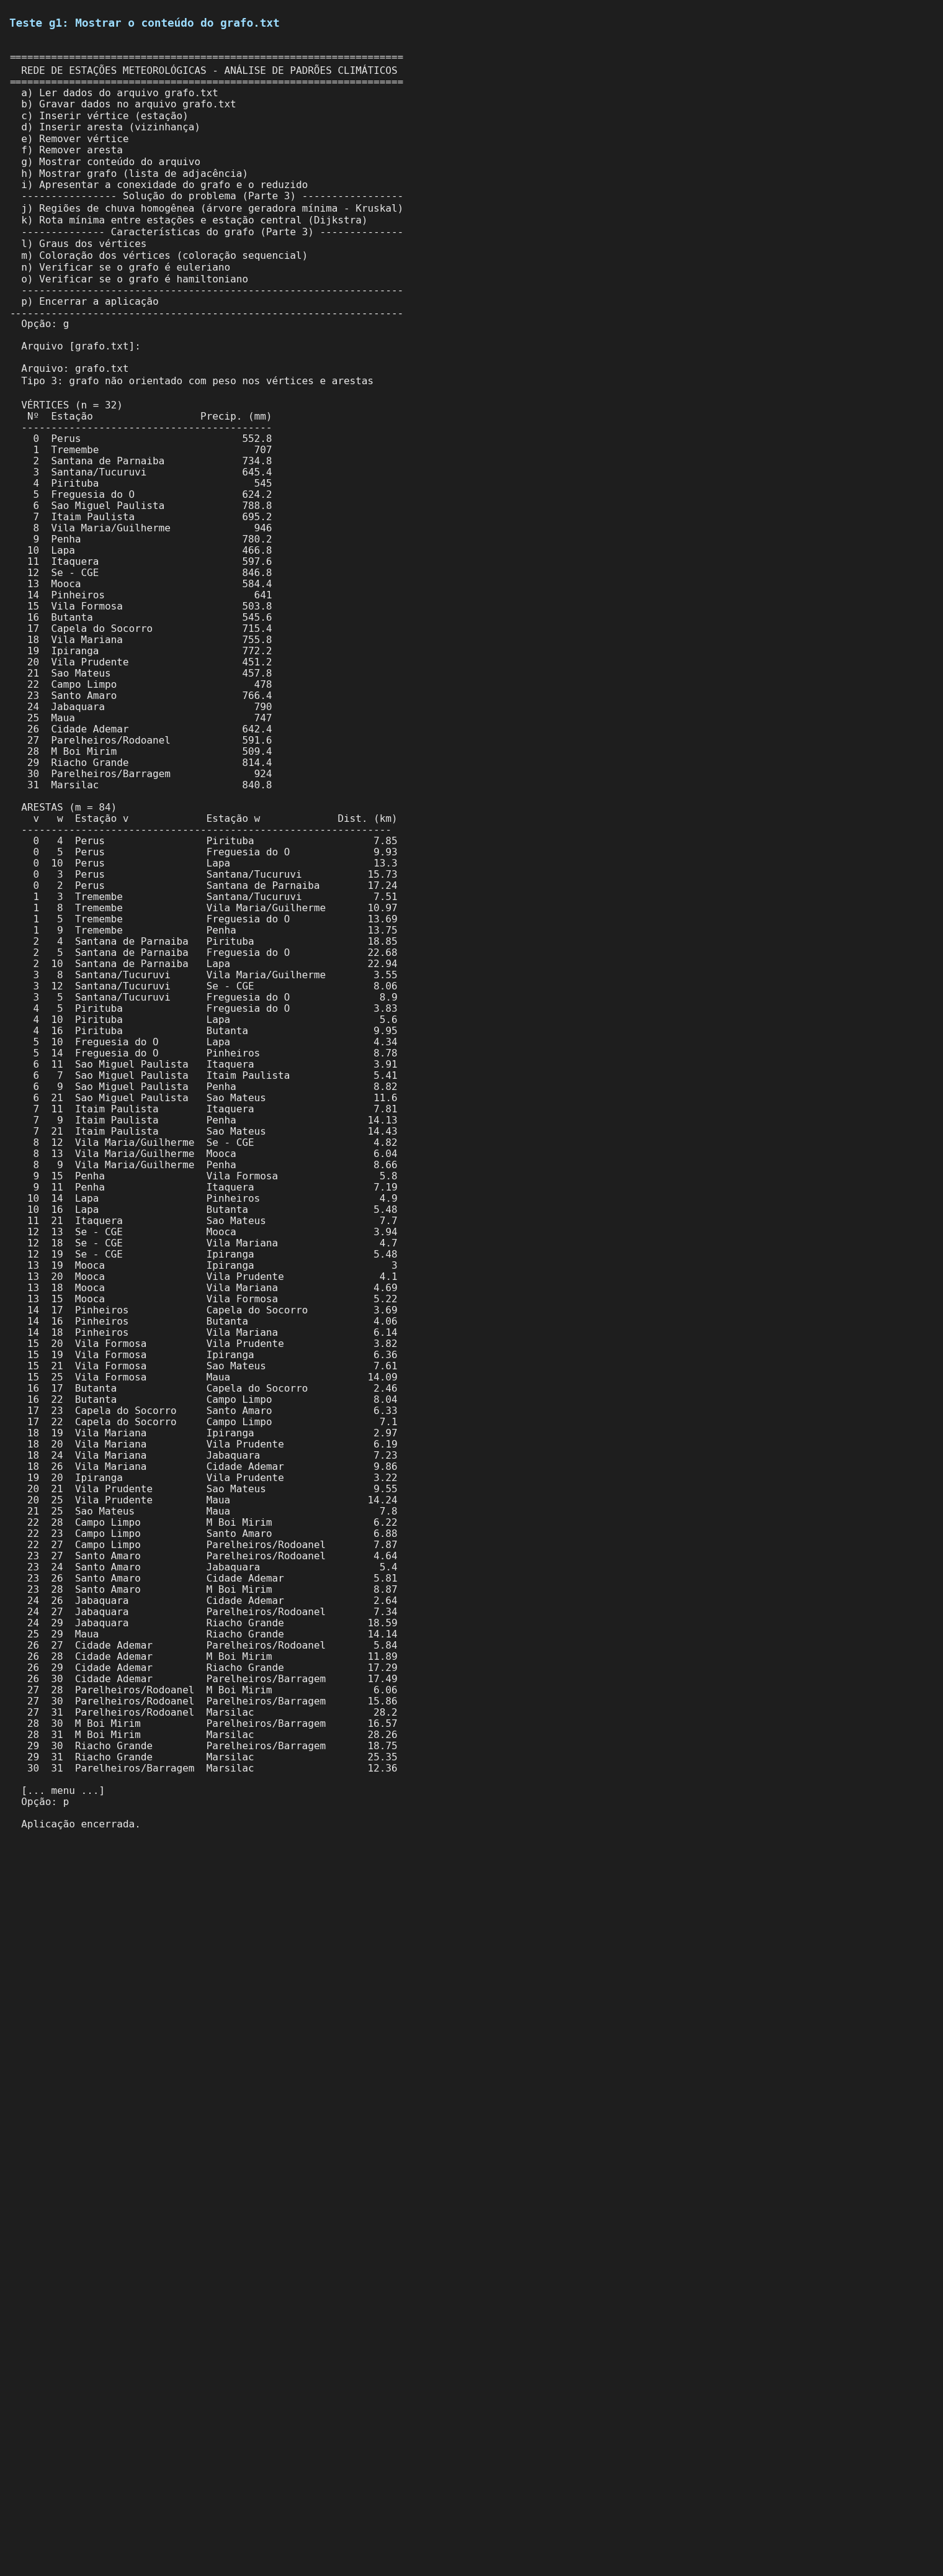 Teste g1: Mostrar o conteúdo do grafo.txt
==================================================================
REDE DE ESTAÇÕES METEOROLÓGICAS - ANÁLISE DE PADRÕES CLIMÁTICOS
==================================================================
a) Ler dados do arquivo grafo.txt
b) Gravar dados no arquivo grafo.txt
c) Inserir vértice (estação)
d) Inserir aresta (vizinhança)
e) Remover vértice
f) Remover aresta
g) Mostrar conteúdo do arquivo
h) Mostrar grafo (lista de adjacência)
i) Apresentar a conexidade do grafo e o reduzido
---------------- Solução do problema (Parte 3) -----------------
j) Regiões de chuva homogênea (árvore geradora mínima - Kruskal)
k) Rota mínima entre estações e estação central (Dijkstra)
-------------- Características do grafo (Parte 3) --------------
l) Graus dos vértices
m) Coloração dos vértices (coloração sequencial)
n) Verificar se o grafo é euleriano
o) Verificar se o grafo é hamiltoniano
----------------------------------------------------------------
p) Encerrar a aplicação
------------------------------------------------------------------
Opção: g
Arquivo [grafo.txt]:
Arquivo: grafo.txt
Tipo 3: grafo não orientado com peso nos vértices e arestas
VÉRTICES (n = 32)
Nº  Estação                  Precip. (mm)
------------------------------------------
0  Perus                           552.8
1  Tremembe                          707
2  Santana de Parnaiba             734.8
3  Santana/Tucuruvi                645.4
4  Pirituba                          545
5  Freguesia do O                  624.2
6  Sao Miguel Paulista             788.8
7  Itaim Paulista                  695.2
8  Vila Maria/Guilherme              946
9  Penha                           780.2
10  Lapa                            466.8
11  Itaquera                        597.6
12  Se - CGE                        846.8
13  Mooca                           584.4
14  Pinheiros                         641
15  Vila Formosa                    503.8
16  Butanta                         545.6
17  Capela do Socorro               715.4
18  Vila Mariana                    755.8
19  Ipiranga                        772.2
20  Vila Prudente                   451.2
21  Sao Mateus                      457.8
22  Campo Limpo                       478
23  Santo Amaro                     766.4
24  Jabaquara                         790
25  Maua                              747
26  Cidade Ademar                   642.4
27  Parelheiros/Rodoanel            591.6
28  M Boi Mirim                     509.4
29  Riacho Grande                   814.4
30  Parelheiros/Barragem              924
31  Marsilac                        840.8
ARESTAS (m = 84)
v   w  Estação v             Estação w             Dist. (km)
--------------------------------------------------------------
0   4  Perus                 Pirituba                    7.85
0   5  Perus                 Freguesia do O              9.93
0  10  Perus                 Lapa                        13.3
0   3  Perus                 Santana/Tucuruvi           15.73
0   2  Perus                 Santana de Parnaiba        17.24
1   3  Tremembe              Santana/Tucuruvi            7.51
1   8  Tremembe              Vila Maria/Guilherme       10.97
1   5  Tremembe              Freguesia do O             13.69
1   9  Tremembe              Penha                      13.75
2   4  Santana de Parnaiba   Pirituba                   18.85
2   5  Santana de Parnaiba   Freguesia do O             22.68
2  10  Santana de Parnaiba   Lapa                       22.94
3   8  Santana/Tucuruvi      Vila Maria/Guilherme        3.55
3  12  Santana/Tucuruvi      Se - CGE                    8.06
3   5  Santana/Tucuruvi      Freguesia do O               8.9
4   5  Pirituba              Freguesia do O              3.83
4  10  Pirituba              Lapa                         5.6
4  16  Pirituba              Butanta                     9.95
5  10  Freguesia do O        Lapa                        4.34
5  14  Freguesia do O        Pinheiros                   8.78
6  11  Sao Miguel Paulista   Itaquera                    3.91
6   7  Sao Miguel Paulista   Itaim Paulista              5.41
6   9  Sao Miguel Paulista   Penha                       8.82
6  21  Sao Miguel Paulista   Sao Mateus                  11.6
7  11  Itaim Paulista        Itaquera                    7.81
7   9  Itaim Paulista        Penha                      14.13
7  21  Itaim Paulista        Sao Mateus                 14.43
8  12  Vila Maria/Guilherme  Se - CGE                    4.82
8  13  Vila Maria/Guilherme  Mooca                       6.04
8   9  Vila Maria/Guilherme  Penha                       8.66
9  15  Penha                 Vila Formosa                 5.8
9  11  Penha                 Itaquera                    7.19
10  14  Lapa                  Pinheiros                    4.9
10  16  Lapa                  Butanta                     5.48
11  21  Itaquera              Sao Mateus                   7.7
12  13  Se - CGE              Mooca                       3.94
12  18  Se - CGE              Vila Mariana                 4.7
12  19  Se - CGE              Ipiranga                    5.48
13  19  Mooca                 Ipiranga                       3
13  20  Mooca                 Vila Prudente                4.1
13  18  Mooca                 Vila Mariana                4.69
13  15  Mooca                 Vila Formosa                5.22
14  17  Pinheiros             Capela do Socorro           3.69
14  16  Pinheiros             Butanta                     4.06
14  18  Pinheiros             Vila Mariana                6.14
15  20  Vila Formosa          Vila Prudente               3.82
15  19  Vila Formosa          Ipiranga                    6.36
15  21  Vila Formosa          Sao Mateus                  7.61
15  25  Vila Formosa          Maua                       14.09
16  17  Butanta               Capela do Socorro           2.46
16  22  Butanta               Campo Limpo                 8.04
17  23  Capela do Socorro     Santo Amaro                 6.33
17  22  Capela do Socorro     Campo Limpo                  7.1
18  19  Vila Mariana          Ipiranga                    2.97
18  20  Vila Mariana          Vila Prudente               6.19
18  24  Vila Mariana          Jabaquara                   7.23
18  26  Vila Mariana          Cidade Ademar               9.86
19  20  Ipiranga              Vila Prudente               3.22
20  21  Vila Prudente         Sao Mateus                  9.55
20  25  Vila Prudente         Maua                       14.24
21  25  Sao Mateus            Maua                         7.8
22  28  Campo Limpo           M Boi Mirim                 6.22
22  23  Campo Limpo           Santo Amaro                 6.88
22  27  Campo Limpo           Parelheiros/Rodoanel        7.87
23  27  Santo Amaro           Parelheiros/Rodoanel        4.64
23  24  Santo Amaro           Jabaquara                    5.4
23  26  Santo Amaro           Cidade Ademar               5.81
23  28  Santo Amaro           M Boi Mirim                 8.87
24  26  Jabaquara             Cidade Ademar               2.64
24  27  Jabaquara             Parelheiros/Rodoanel        7.34
24  29  Jabaquara             Riacho Grande              18.59
25  29  Maua                  Riacho Grande              14.14
26  27  Cidade Ademar         Parelheiros/Rodoanel        5.84
26  28  Cidade Ademar         M Boi Mirim                11.89
26  29  Cidade Ademar         Riacho Grande              17.29
26  30  Cidade Ademar         Parelheiros/Barragem       17.49
27  28  Parelheiros/Rodoanel  M Boi Mirim                 6.06
27  30  Parelheiros/Rodoanel  Parelheiros/Barragem       15.86
27  31  Parelheiros/Rodoanel  Marsilac                    28.2
28  30  M Boi Mirim           Parelheiros/Barragem       16.57
28  31  M Boi Mirim           Marsilac                   28.26
29  30  Riacho Grande         Parelheiros/Barragem       18.75
29  31  Riacho Grande         Marsilac                   25.35
30  31  Parelheiros/Barragem  Marsilac                   12.36
[... menu ...]
Opção: p
Aplicação encerrada.